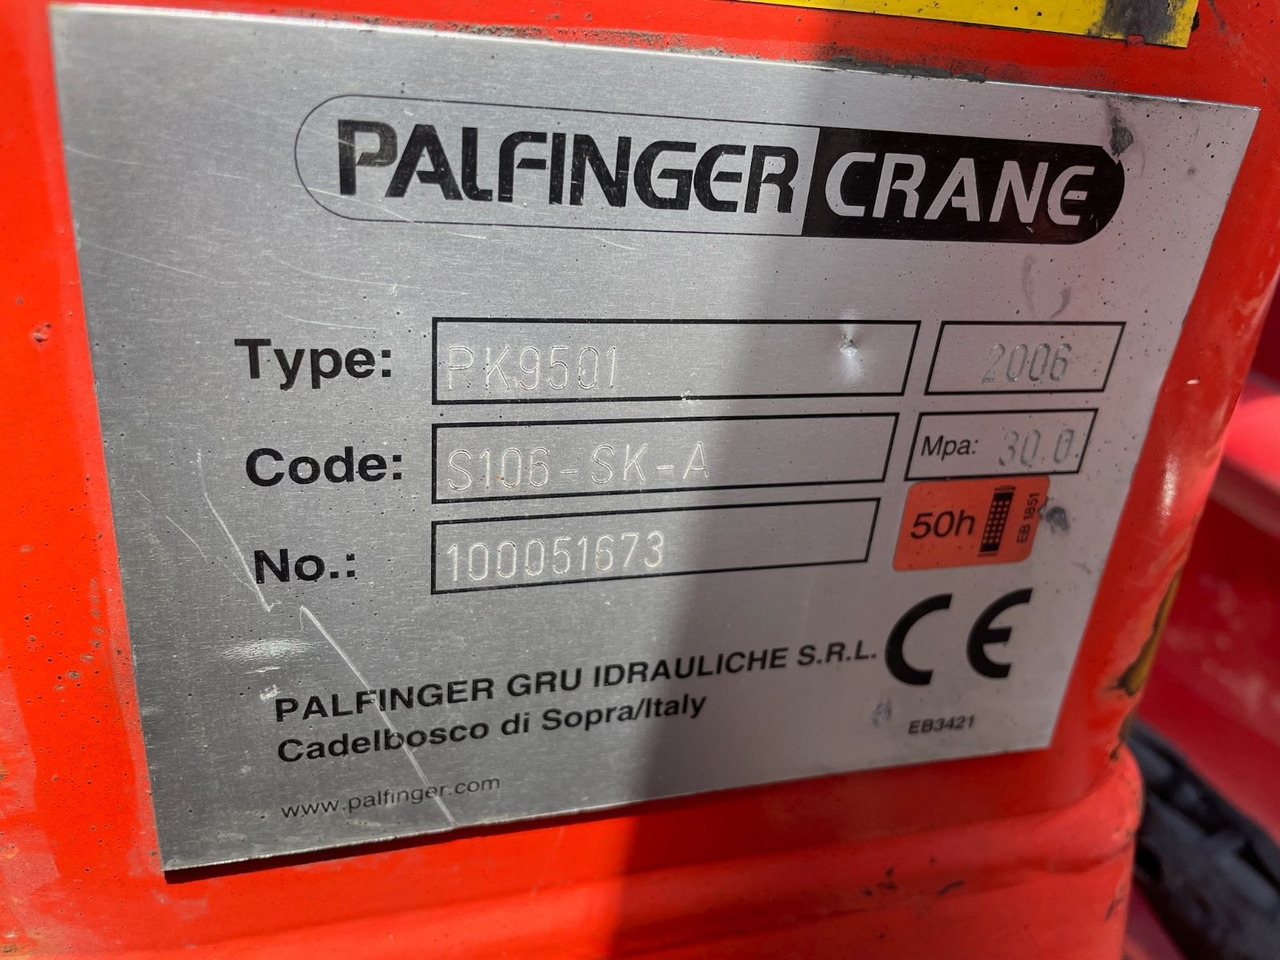 PALFINGER CRANE
Type: PK9501 2006
Code: S106-SK-A Mpa: 30.0
No.: 100051673 50h EB 1851
CE
PALFINGER GRU IDRAULICHE S.R.L.
Cadelbosco di Sopra/Italy
EB3421
www.palfinger.com